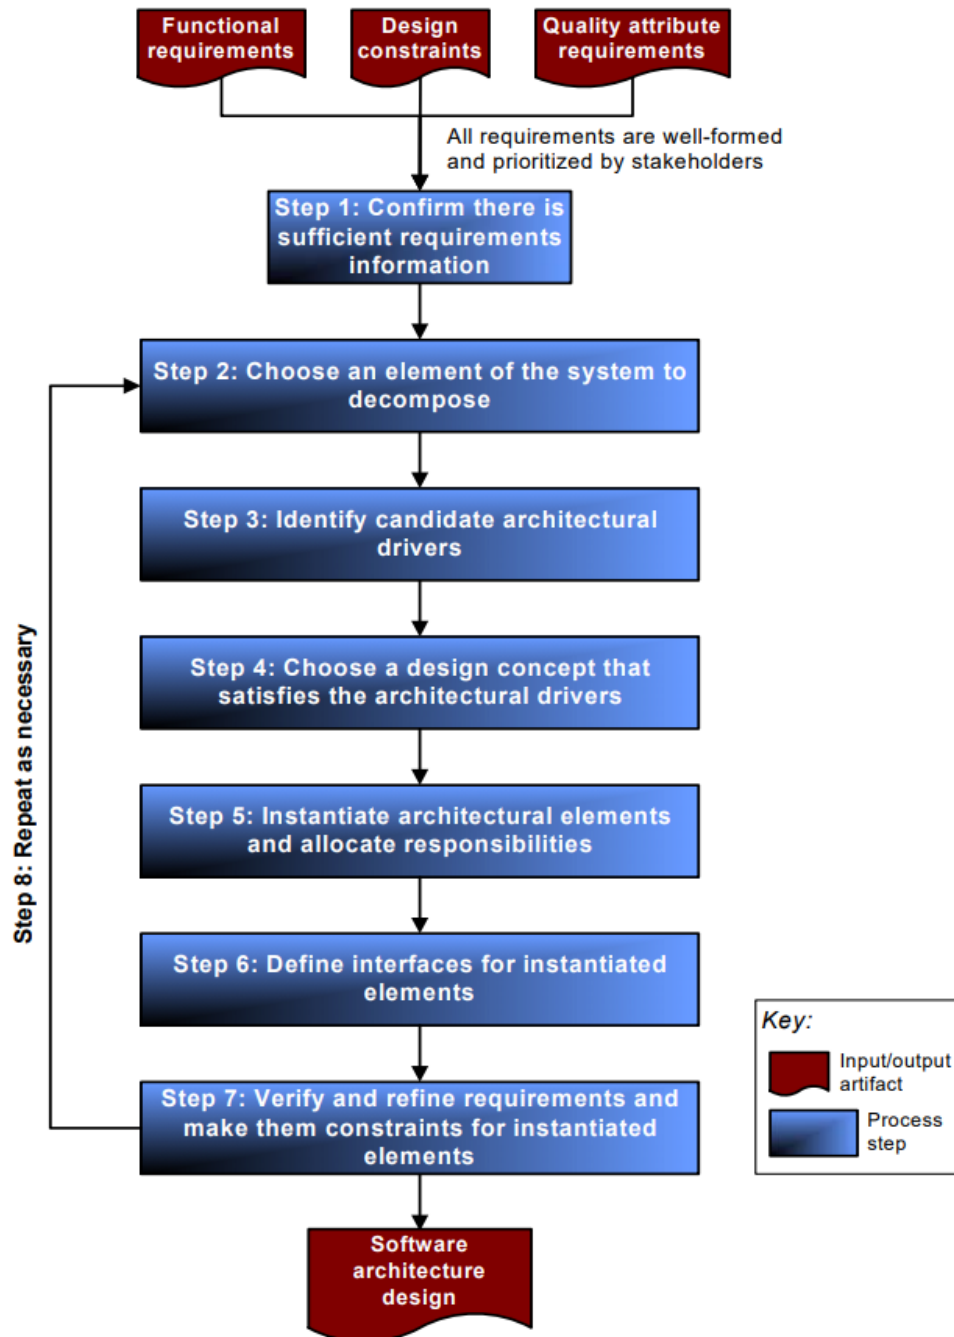 Functional
requirements
Design
constraints
Quality attribute
requirements
All requirements are well-formed
and prioritized by stakeholders
Step 1: Confirm there is
sufficient requirements
information
Step 2: Choose an element of the system to
decompose
Step 3: Identify candidate architectural
drivers
Step 4: Choose a design concept that
satisfies the architectural drivers
Step 5: Instantiate architectural elements
and allocate responsibilities
Step 6: Define interfaces for instantiated
elements
Step 7: Verify and refine requirements and
make them constraints for instantiated
elements
Step 8: Repeat as necessary
Software
architecture
design
Key:
Input/output
artifact
Process
step